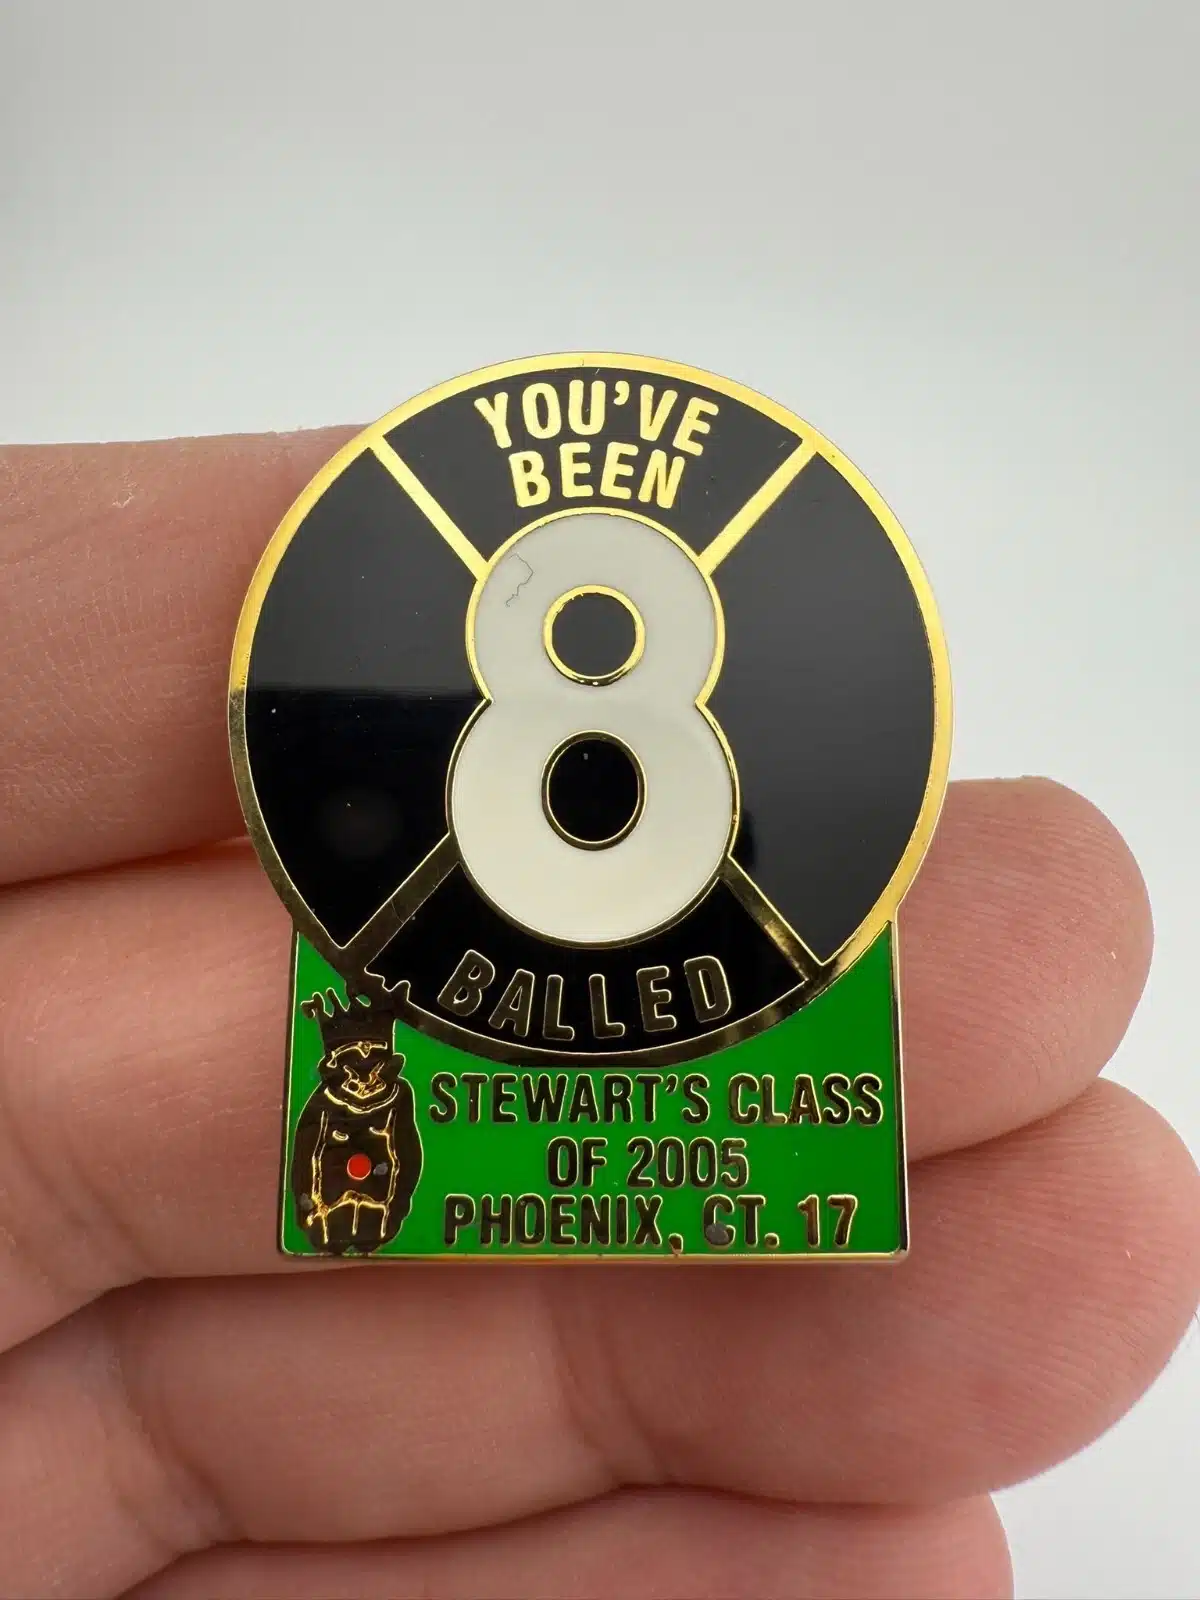 YOU'VE
BEEN
8
BALLED
STEWART'S CLASS
OF 2005
PHOENIX, CT. 17